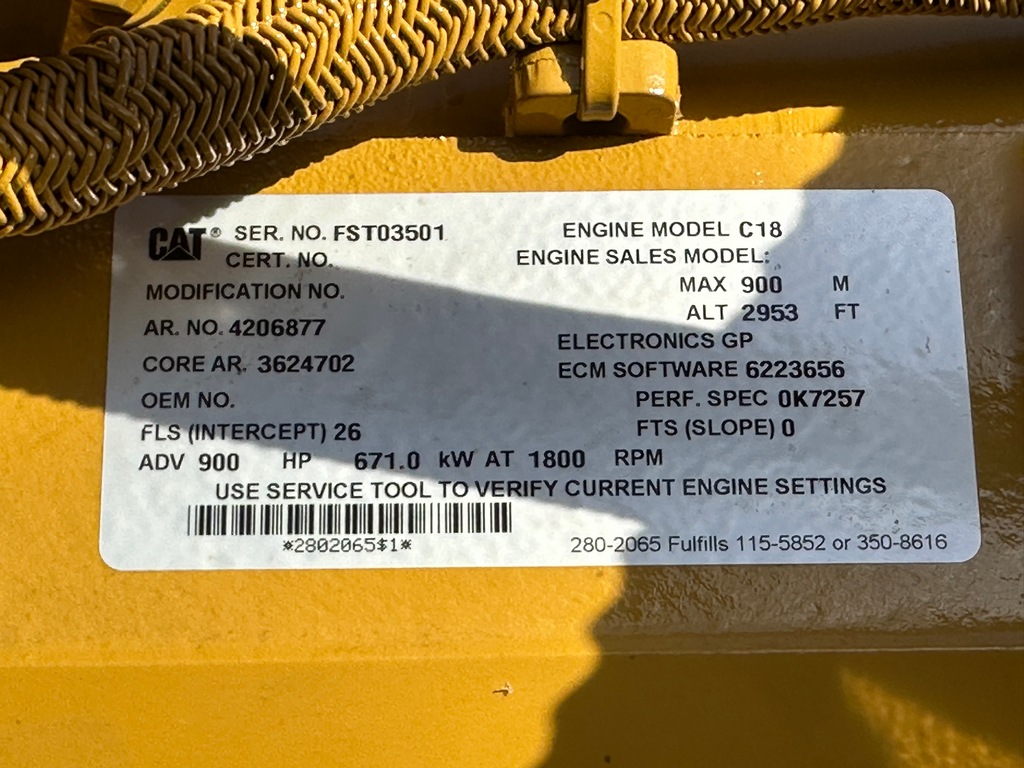 CAT® SER. NO. FST03501 ENGINE MODEL C18
CERT. NO. ENGINE SALES MODEL:
MODIFICATION NO. MAX 900 M
ALT 2953 FT
AR. NO. 4206877
ELECTRONICS GP
CORE AR. 3624702 ECM SOFTWARE 6223656
OEM NO. PERF. SPEC 0K7257
FLS (INTERCEPT) 26 FTS (SLOPE) 0
ADV 900 HP 671.0 kW AT 1800 RPM
USE SERVICE TOOL TO VERIFY CURRENT ENGINE SETTINGS
*2802065$1* 280-2065 Fulfills 115-5852 or 350-8616